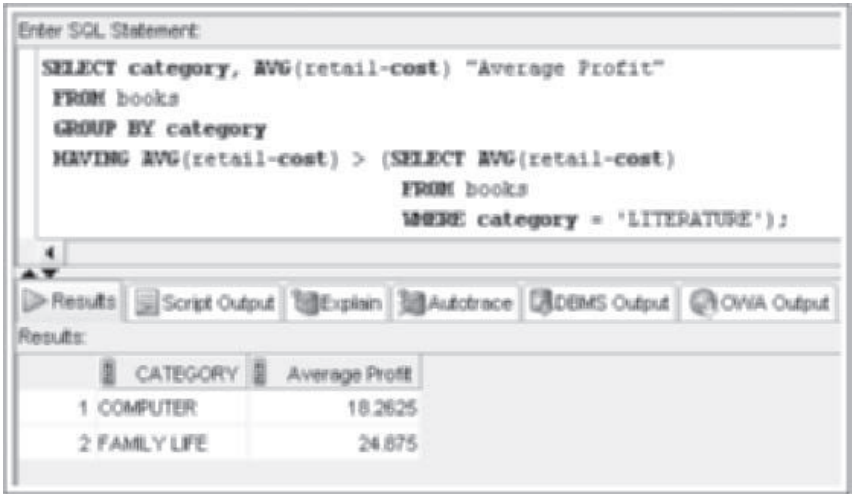 Enter SQL Statement:
SELECT category, AVG(retail-cost) "Average Profit"
FROM books
GROUP BY category
HAVING AVG(retail-cost) > (SELECT AVG(retail-cost)
FROM books
WHERE category = 'LITERATURE');
Results Script Output Explain Autotrace DBMS Output OWA Output
Results:
CATEGORY Average Profit
1 COMPUTER 18.2625
2 FAMILY LIFE 24.875